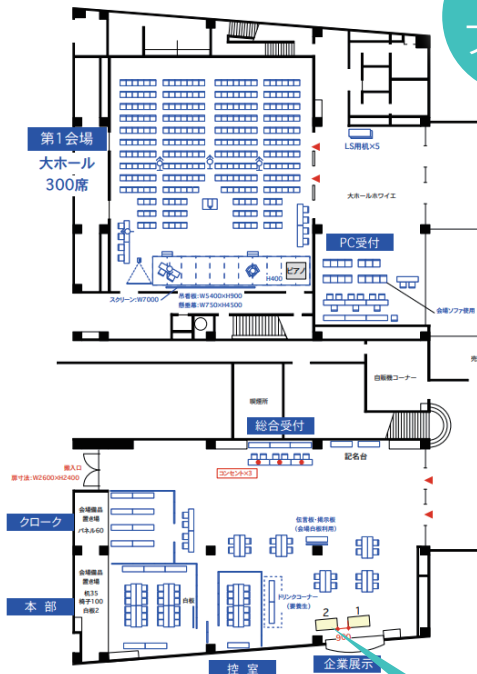 第1会場
大ホール
300席
LS用机×5
大ホールホワイエ
PC受付
ピアノ
H400
スクリーン:W7000
吊看板:W5400×H900
懸垂幕:W750×H4500
会場ソファ使用
自販機コーナー
喫煙所
総合受付
記名台
コンセント×3
搬入口
扉寸法:W2600×H2400
クローク
会場備品
置き場
パネル60
伝言板・掲示板
(会場白板利用)
会場備品
置き場
机35
椅子100
白板2
白板
ドリンクコーナー
(要養生)
本部
2
1
900
控室
企業展示